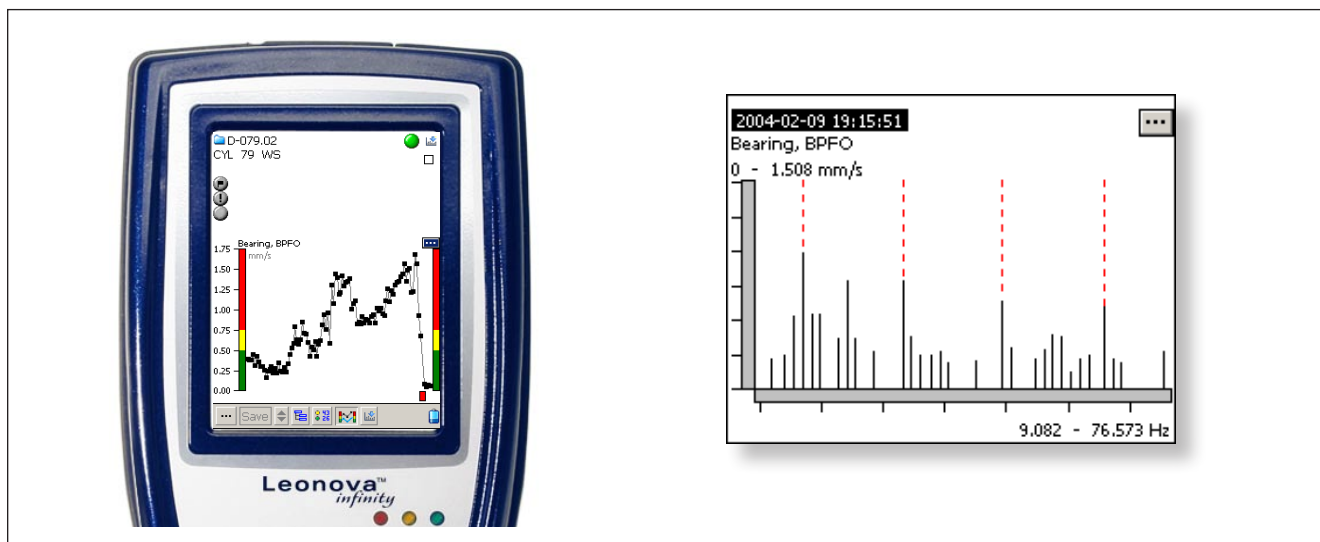 D-079.02
CYL 79 WS
Bearing, BPFO
mm/s
1.75
1.50
1.25
1.00
0.75
0.50
0.25
0.00
... Save
Leonova™
infinity
2004-02-09 19:15:51
Bearing, BPFO
0 - 1.508 mm/s
9.082 - 76.573 Hz